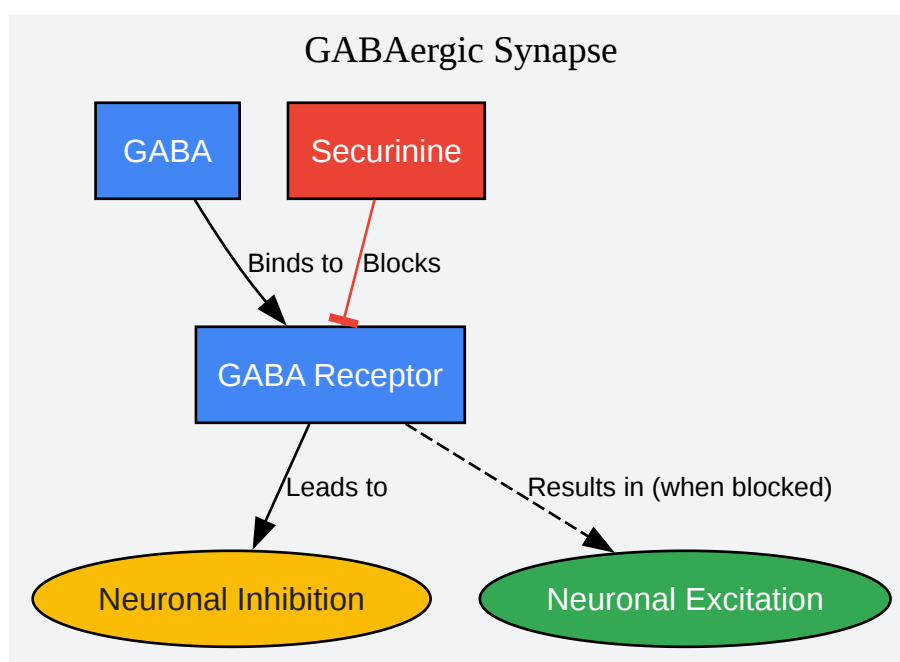 GABAergic Synapse
GABA
Securinine
Binds to
Blocks
GABA Receptor
Leads to
Results in (when blocked)
Neuronal Inhibition
Neuronal Excitation